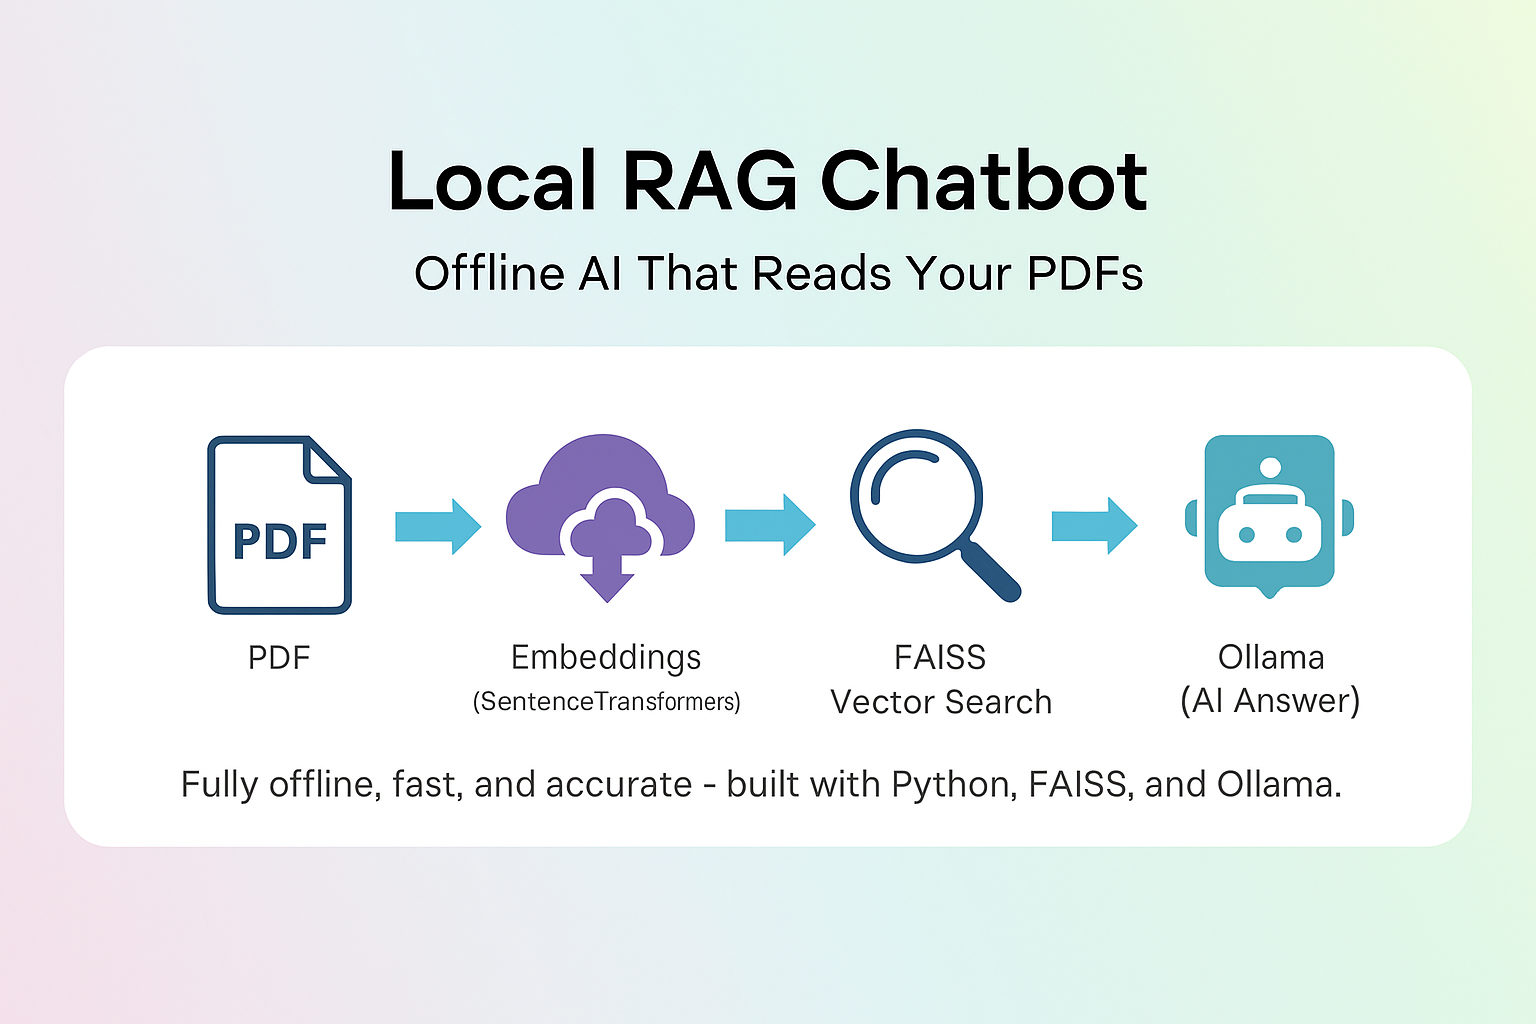 Local RAG Chatbot
Offline AI That Reads Your PDFs
PDF
PDF
Embeddings
(SentenceTransformers)
FAISS
Vector Search
Ollama
(AI Answer)
Fully offline, fast, and accurate - built with Python, FAISS, and Ollama.